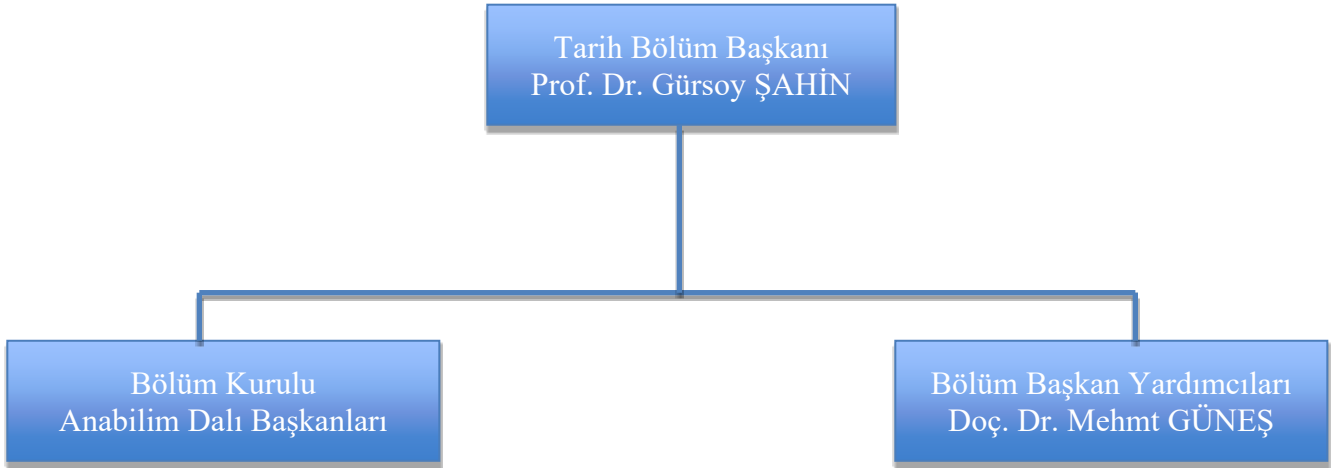 Tarih Bölüm Başkanı
Prof. Dr. Gürsoy ŞAHİN
Bölüm Kurulu
Anabilim Dalı Başkanları
Bölüm Başkan Yardımcıları
Doç. Dr. Mehmt GÜNEŞ